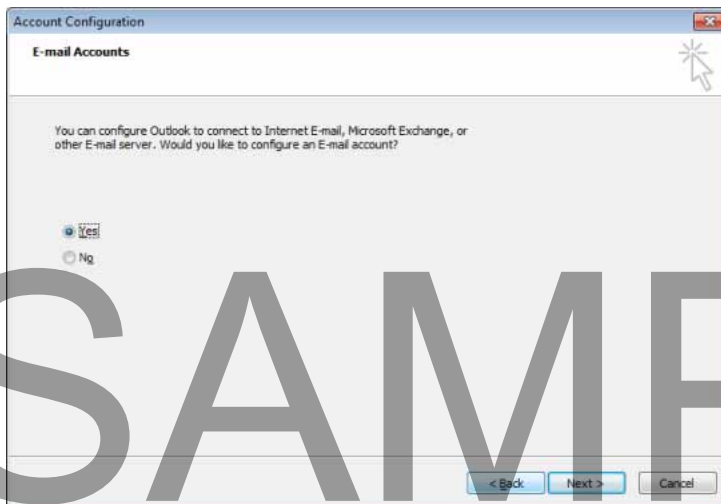 Account Configuration
E-mail Accounts
You can configure Outlook to connect to Internet E-mail, Microsoft Exchange, or
other E-mail server. Would you like to configure an E-mail account?
Yes
No
SAMP
< Back Next > Cancel